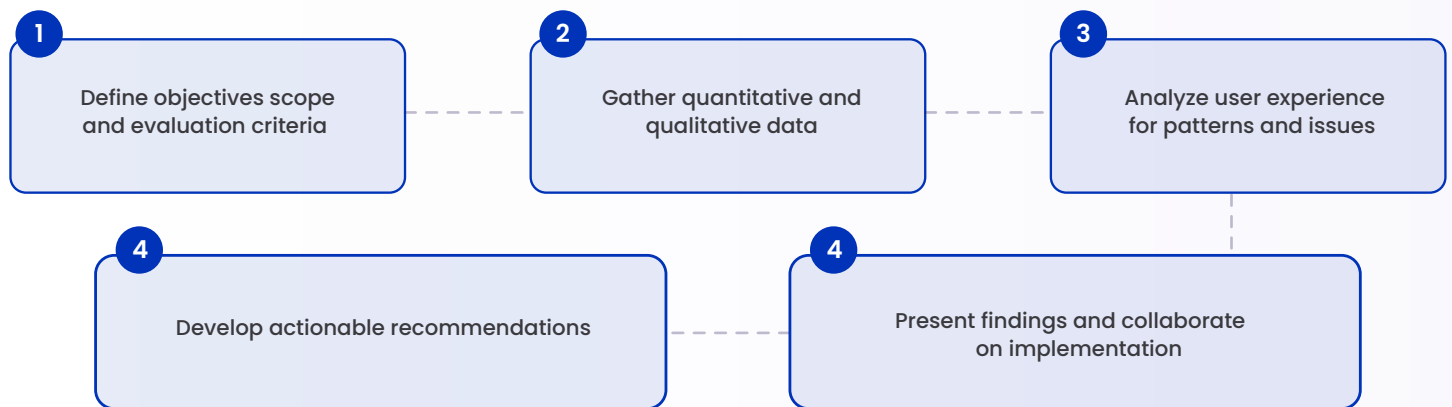 1
Define objectives scope
and evaluation criteria
2
Gather quantitative and
qualitative data
3
Analyze user experience
for patterns and issues
4
Develop actionable recommendations
4
Present findings and collaborate
on implementation